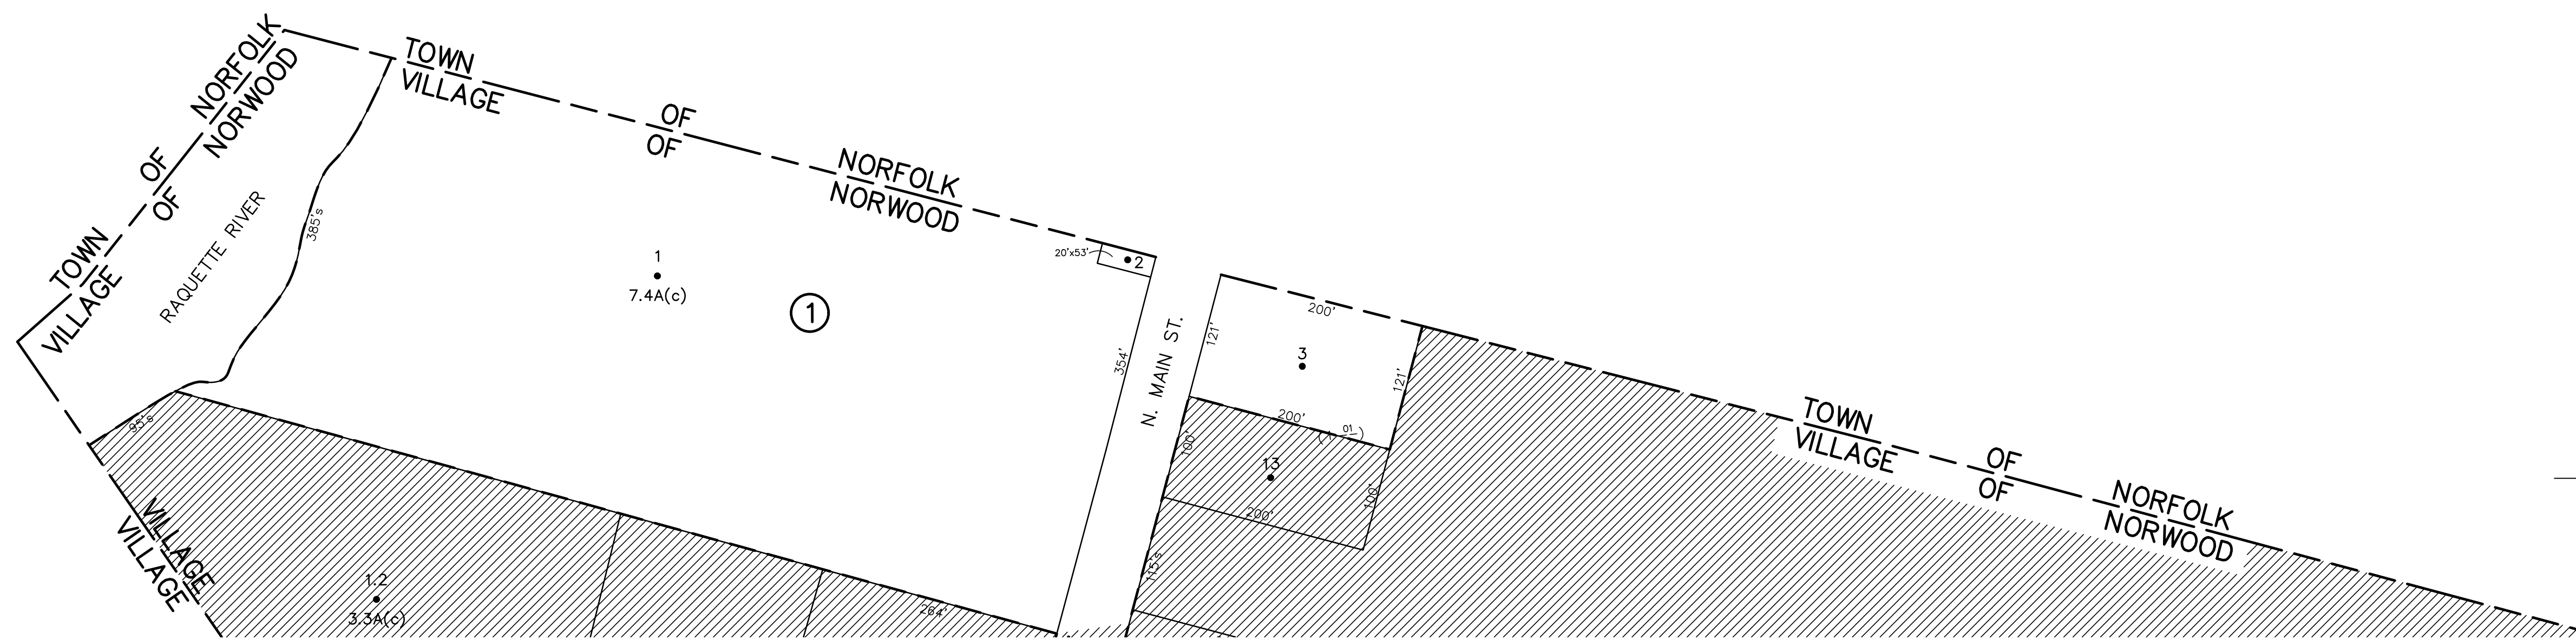 TOWN OF NORFOLK
VILLAGE OF NORWOOD
TOWN OF NORFOLK
VILLAGE OF NORWOOD
RAQUETTE RIVER
385's
1
7.4A(c)
1
20'x53'
2
354'
N. MAIN ST.
121'
200'
3
121'
200'
01
100'
13
100'
200'
115's
95's
VILLAGE
VILLAGE
1.2
3.3A(c)
264'
TOWN OF NORFOLK
VILLAGE OF NORWOOD